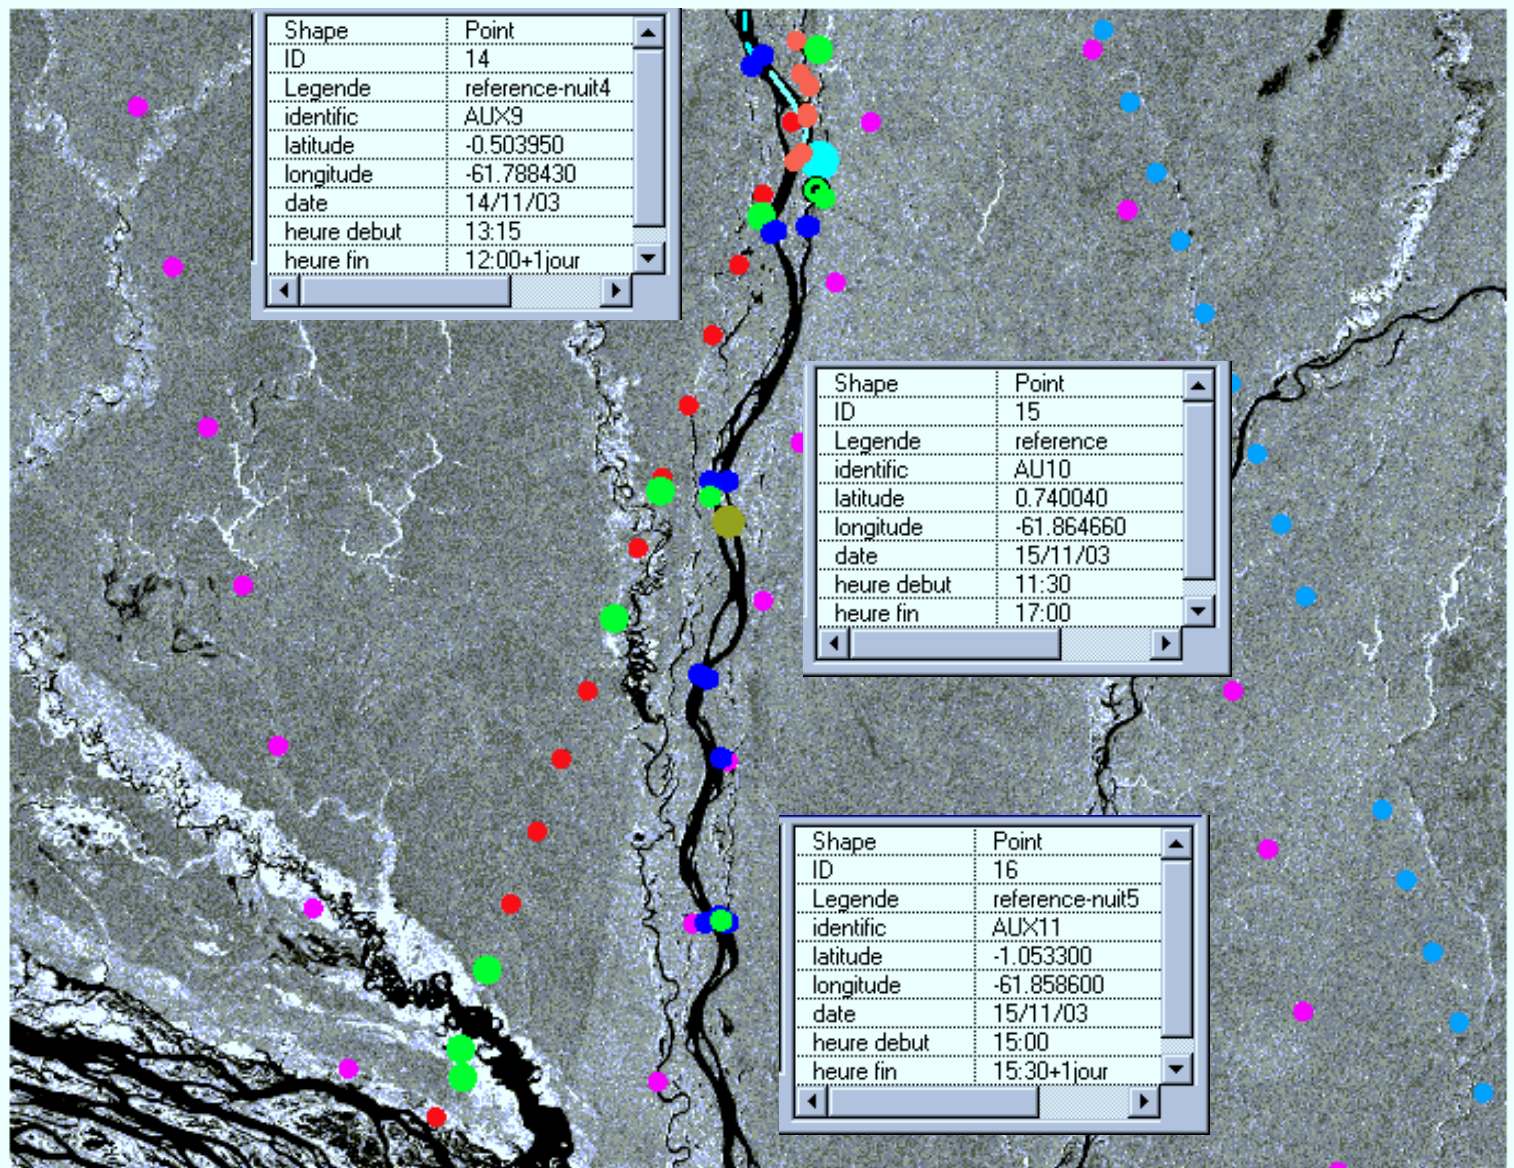 Shape Point
ID 14
Legende reference-nuit4
identific AUX9
latitude -0.503950
longitude -61.788430
date 14/11/03
heure debut 13:15
heure fin 12:00+1jour
Shape Point
ID 15
Legende reference
identific AU10
latitude 0.740040
longitude -61.864660
date 15/11/03
heure debut 11:30
heure fin 17:00
Shape Point
ID 16
Legende reference-nuit5
identific AUX11
latitude -1.053300
longitude -61.858600
date 15/11/03
heure debut 15:00
heure fin 15:30+1jour